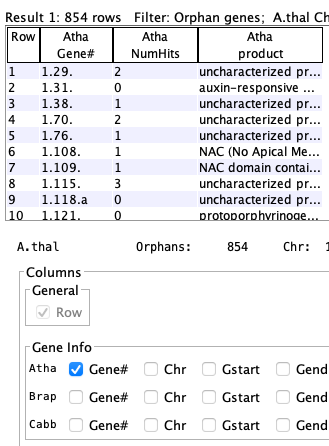 Result 1: 854 rows Filter: Orphan genes; A.thal Ch
Row Atha Gene# Atha NumHits Atha product
1 1.29. 2 uncharacterized pr...
2 1.31. 0 auxin-responsive ...
3 1.38. 1 uncharacterized pr...
4 1.70. 2 uncharacterized pr...
5 1.76. 1 uncharacterized pr...
6 1.108. 1 NAC (No Apical Me...
7 1.109. 1 NAC domain contai...
8 1.115. 3 uncharacterized pr...
9 1.118.a 0 uncharacterized pr...
10 1.121. 0 protoporphyrinoge...
A.thal Orphans: 854 Chr: 1
Columns
General
Row
Gene Info
Atha Gene# Chr Gstart Gend
Brap Gene# Chr Gstart Gend
Cabb Gene# Chr Gstart Gend